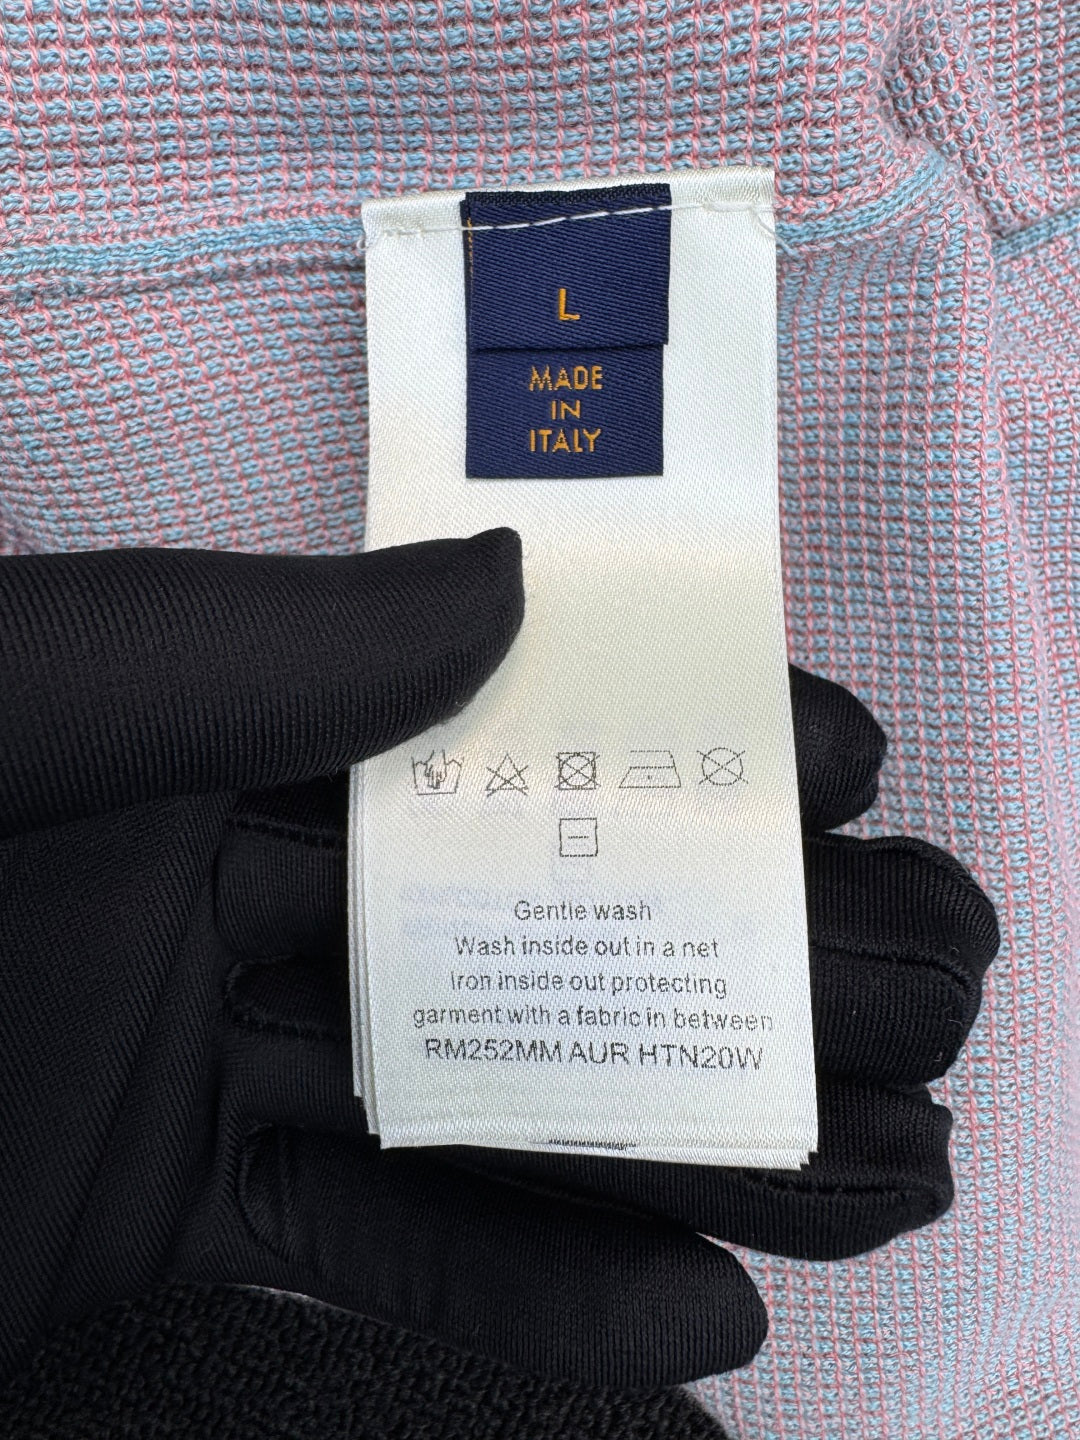 L
MADE
IN
ITALY
Gentle wash
Wash inside out in a net
Iron inside out protecting
garment with a fabric in between
RM252MM AUR HTN20W